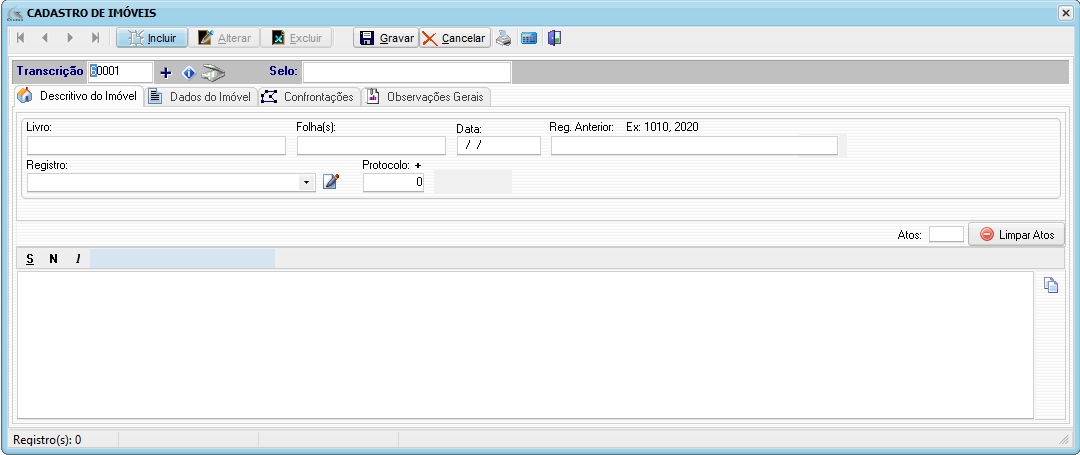 CADASTRO DE IMÓVEIS
Incluir Alterar Excluir Gravar Cancelar
Transcrição 60001 Selo:
Descritivo do Imóvel Dados do Imóvel Confrontações Observações Gerais
Livro: Folha(s): Data: Reg. Anterior: Ex: 1010, 2020
/ /
Registro: Protocolo: +
0
Atos: Limpar Atos
S N I
Registro(s): 0